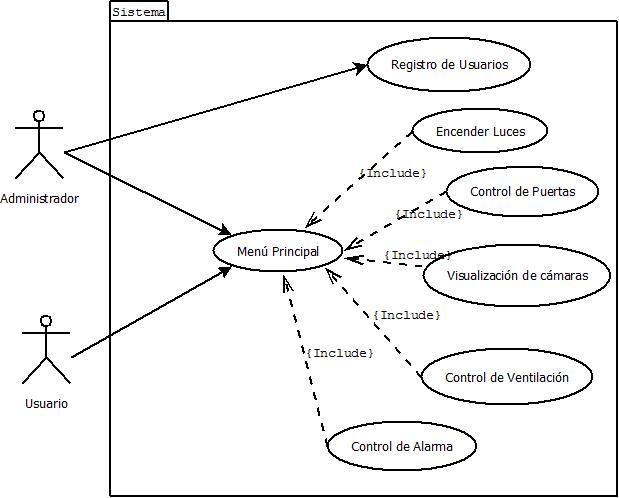 Sistema
Registro de Usuarios
Encender Luces
{Include}
Control de Puertas
{Include}
Administrador
Menú Principal
{Include}
Visualización de cámaras
{Include}
{Include}
Control de Ventilación
Usuario
Control de Alarma